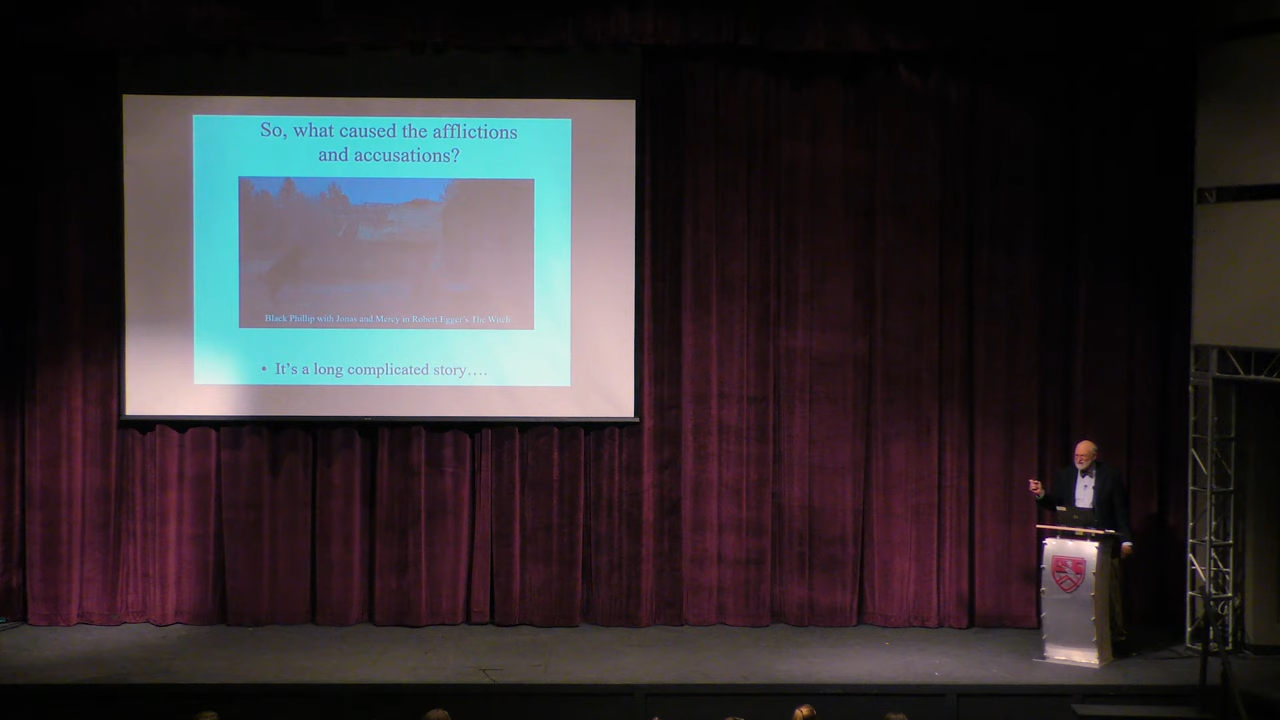 So, what caused the afflictions
and accusations?
Black Phillip with Jonas and Mercy in Robert Egger's The Witch.
• It's a long complicated story….